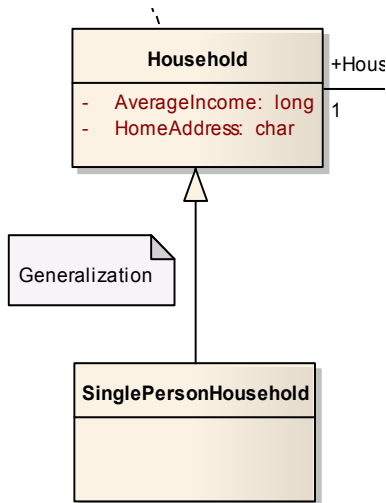 Household
+Hous
- AverageIncome: long
- HomeAddress: char
1
Generalization
SinglePersonHousehold